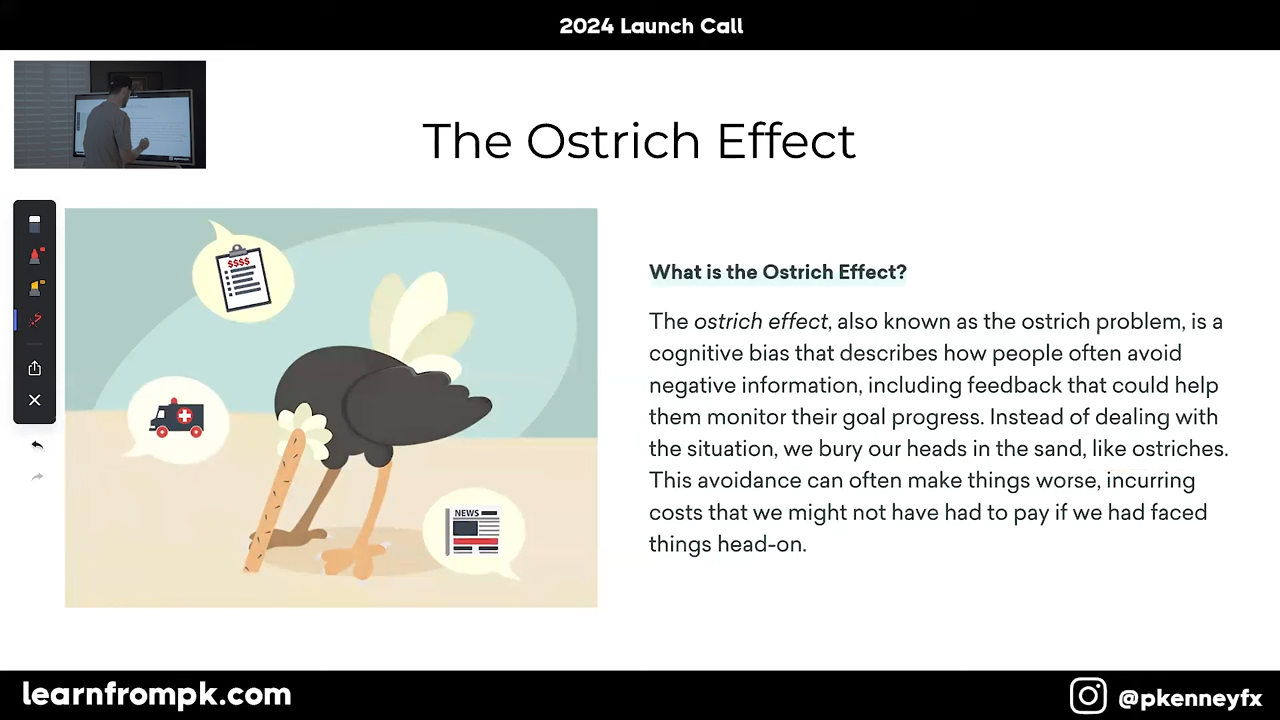 2024 Launch Call
The Ostrich Effect
$$$$
NEWS
What is the Ostrich Effect?
The ostrich effect, also known as the ostrich problem, is a
cognitive bias that describes how people often avoid
negative information, including feedback that could help
them monitor their goal progress. Instead of dealing with
the situation, we bury our heads in the sand, like ostriches.
This avoidance can often make things worse, incurring
costs that we might not have had to pay if we had faced
things head-on.
learnfrompk.com
@pkenneyfx